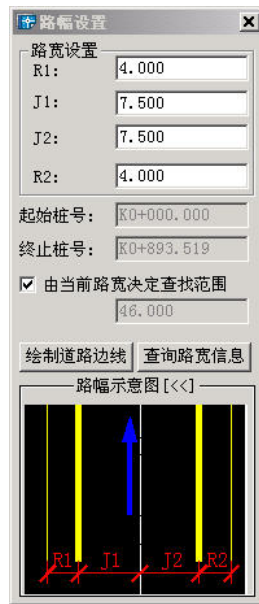 路幅设置
路宽设置
R1: 4.000
J1: 7.500
J2: 7.500
R2: 4.000
起始桩号: K0+000.000
终止桩号: K0+893.519
由当前路宽决定查找范围
46.000
绘制道路边线 查询路宽信息
路幅示意图[<<]
R1 J1 J2 R2